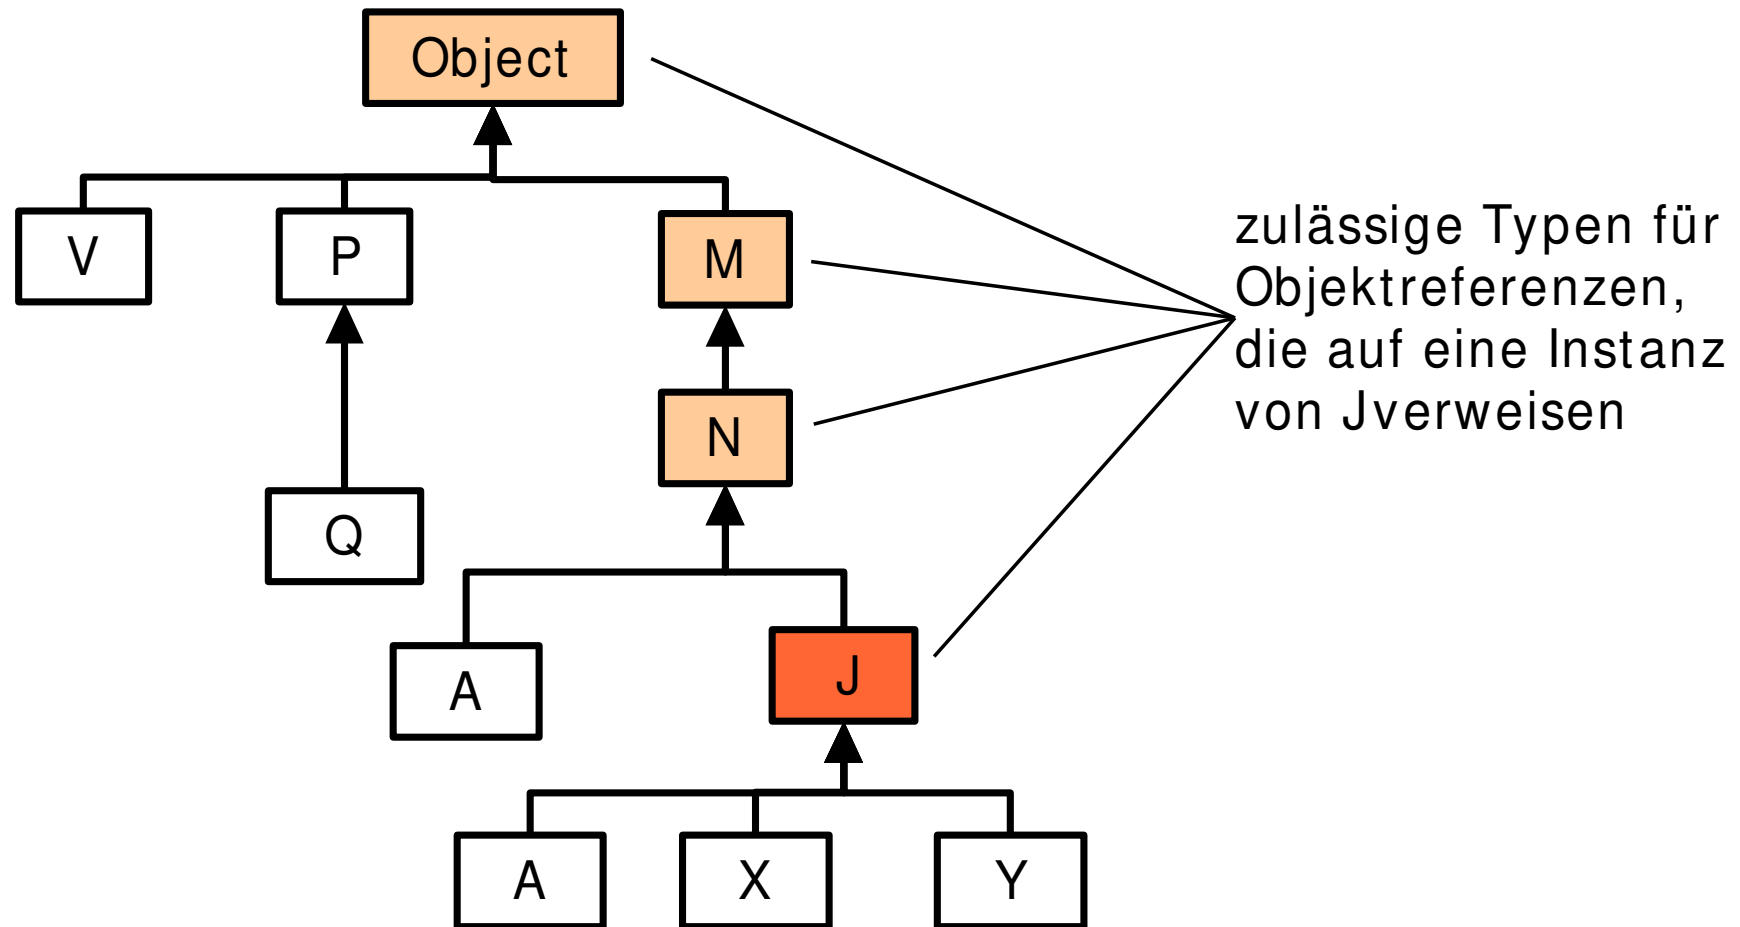 Object
V
P
M
zulässige Typen für
Objektreferenzen,
die auf eine Instanz
von Jverweisen
N
Q
A
J
A
X
Y